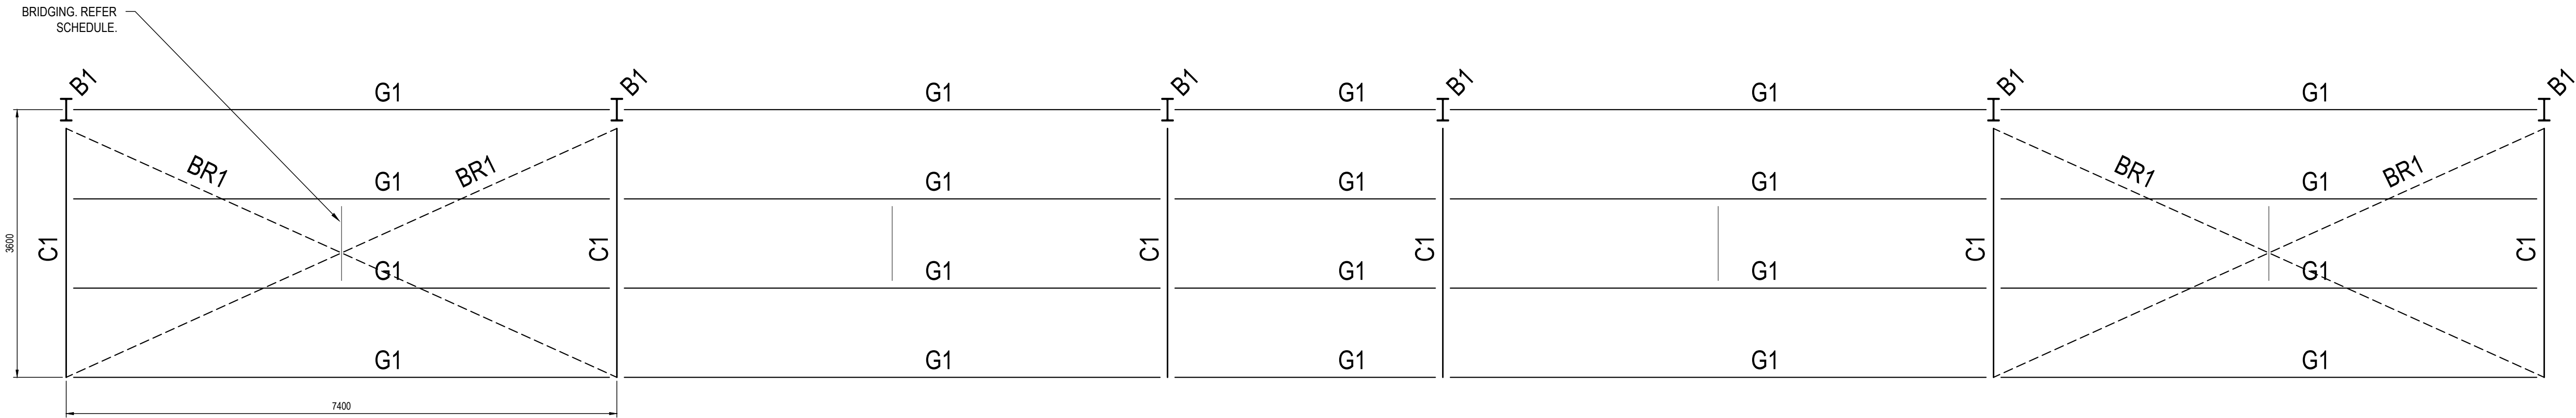 BRIDGING. REFER
SCHEDULE.
B1 B1 B1 B1 B1 B1
G1 G1 G1 G1 G1
BR1 BR1 BR1 BR1
G1 G1 G1 G1 G1
3600
C1 C1 C1 C1 C1 C1
G1 G1 G1 G1 G1
G1 G1 G1 G1 G1
7400